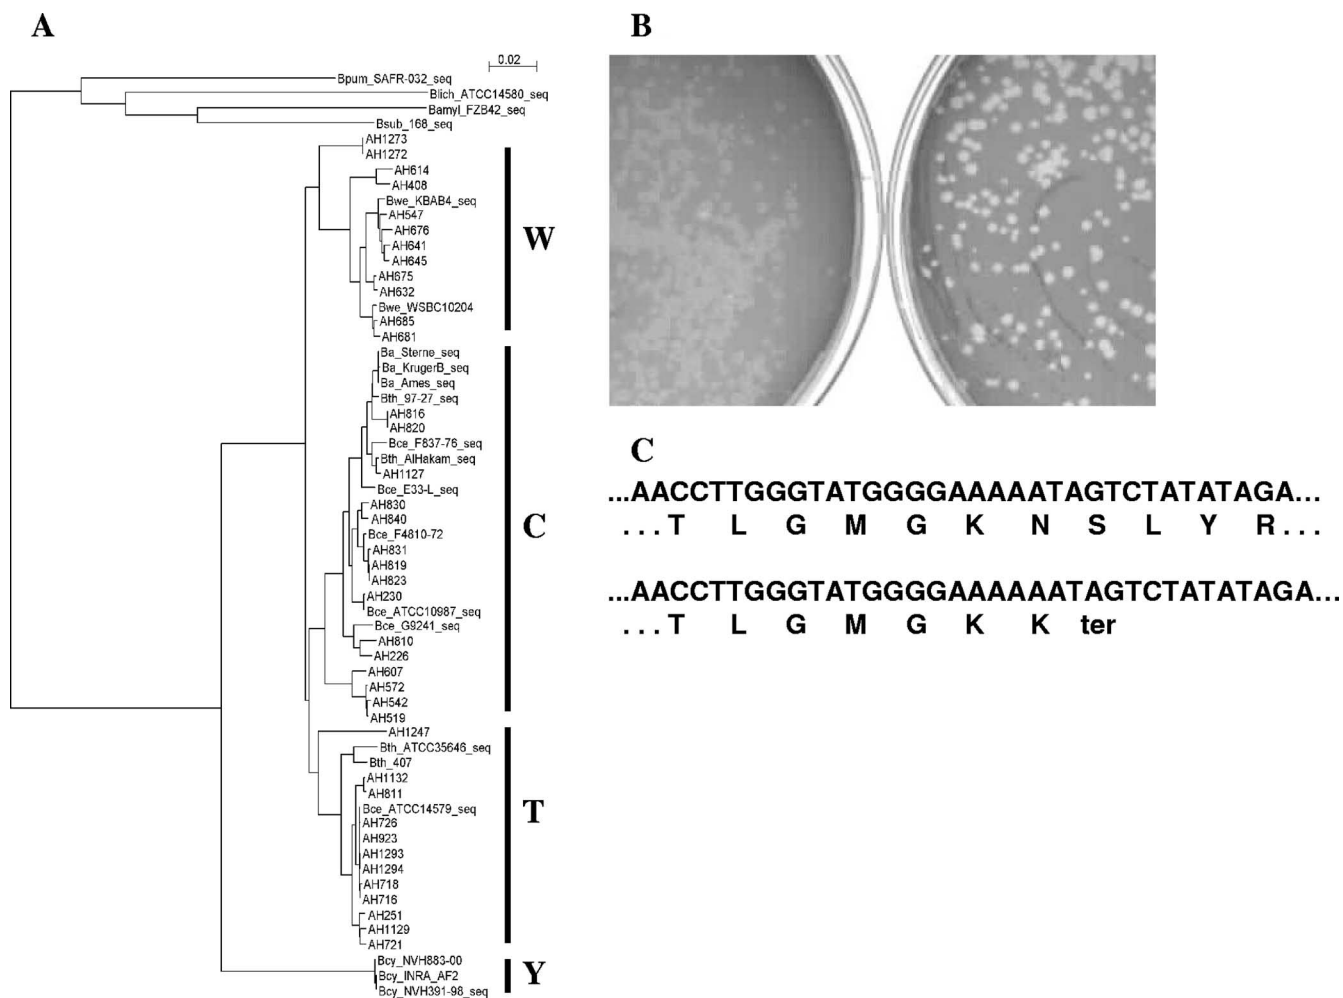 A
0.02
Bpum_SAFR-032_seq
Blich_ATCC14580_seq
Bamyl_FZB42_seq
Bsub_168_seq
AH1273
AH1272
AH614
AH408
Bwe_KBAB4_seq
AH547
AH676
AH641
AH645
AH675
AH632
Bwe_WSBC10204
AH685
AH681
W
Ba_Sterne_seq
Ba_KrugerB_seq
Ba_Ames_seq
Bth_97-27_seq
AH816
AH820
Bce_F837-76_seq
Bth_AlHakam_seq
AH1127
Bce_E33-L_seq
AH830
AH840
Bce_F4810-72
AH831
AH819
AH823
AH230
Bce_ATCC10987_seq
Bce_G9241_seq
AH810
AH226
AH607
AH572
AH542
AH519
C
AH1247
Bth_ATCC35646_seq
Bth_407
AH1132
AH811
Bce_ATCC14579_seq
AH726
AH923
AH1293
AH1294
AH718
AH716
AH251
AH1129
AH721
T
Bcy_NVH883-00
Bcy_INRA_AF2
Bcy_NVH391-98_seq
Y
B
C
...AACCTTGGGTATGGGGAAAAATAGTCTATATAGA...
...T L G M G K N S L Y R...
...AACCTTGGGTATGGGGAAAAAATAGTCTATATAGA...
...T L G M G K K ter